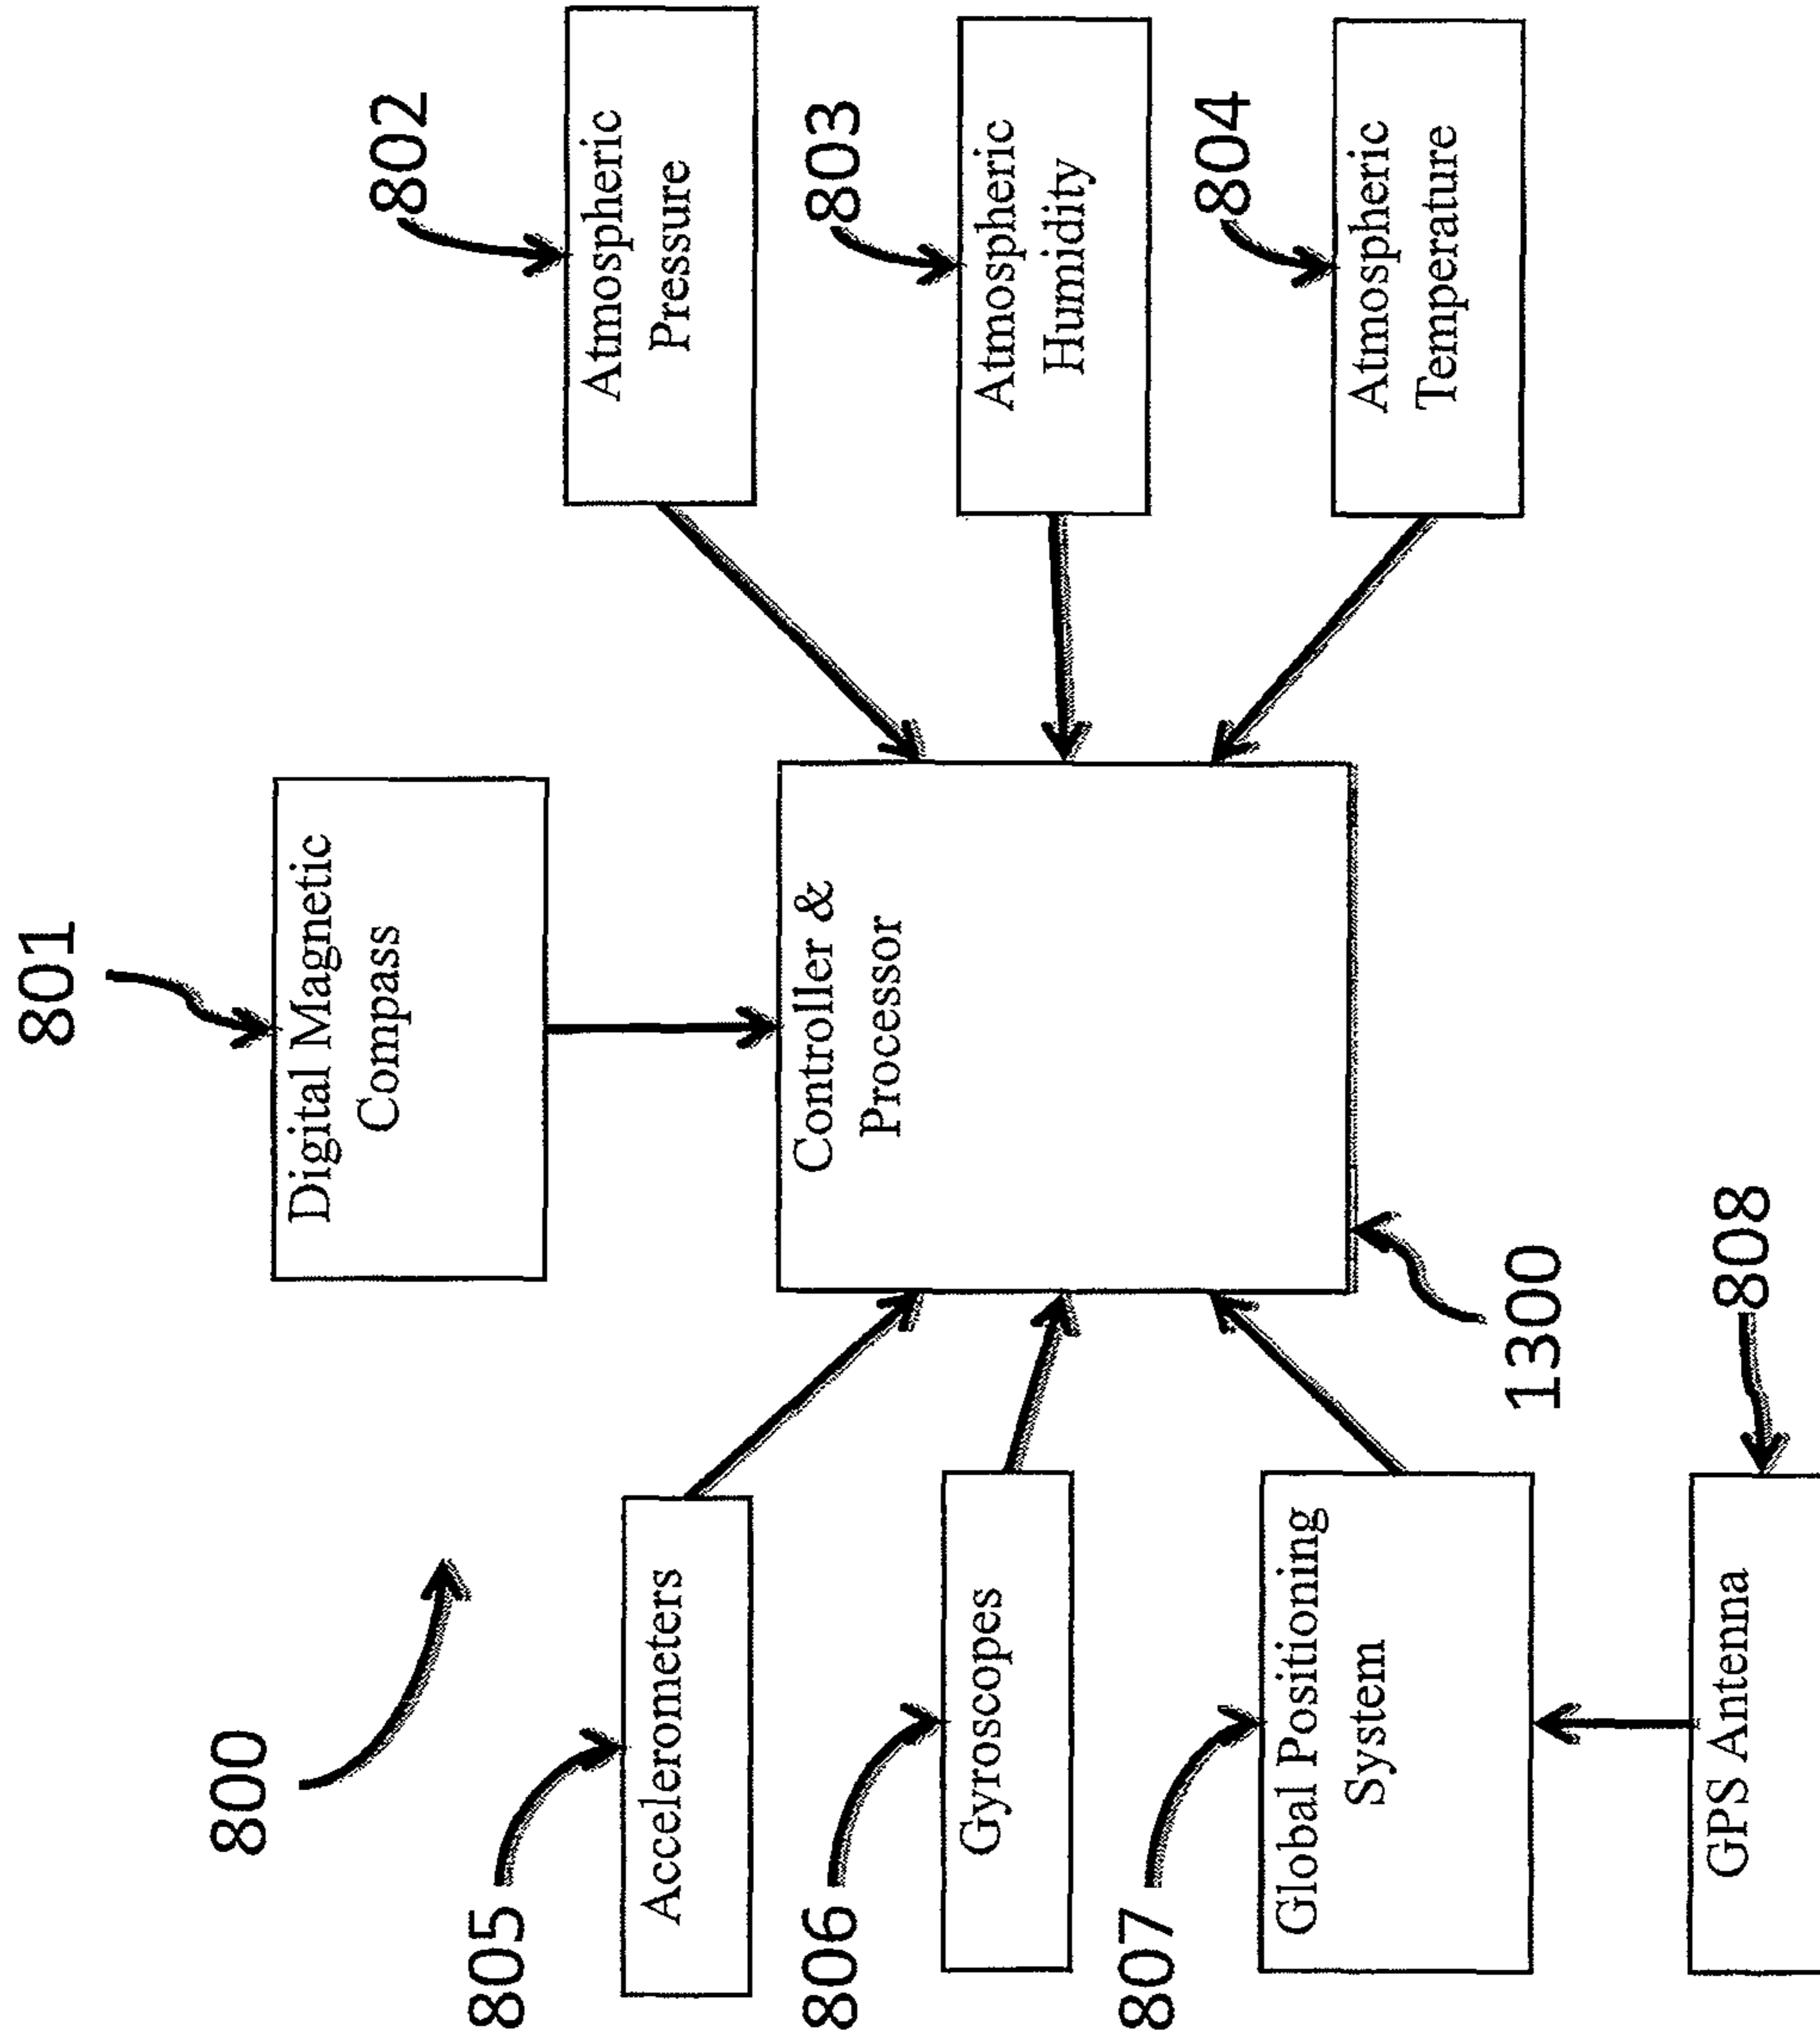 801
Digital Magnetic
Compass
800
802
Atmospheric
Pressure
805
Accelerometers
Controller &
Processor
803
Atmospheric
Humidity
806
Gyroscopes
804
Atmospheric
Temperature
807
Global Positioning
System
1300
808
GPS Antenna